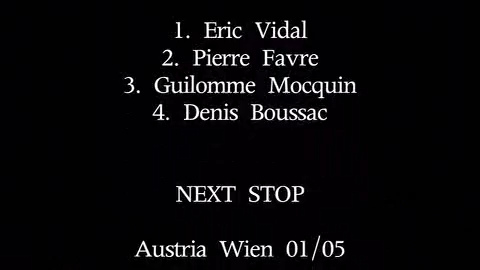 1. Eric Vidal
2. Pierre Favre
3. Guilomme Mocquin
4. Denis Boussac
NEXT STOP
Austria Wien 01/05